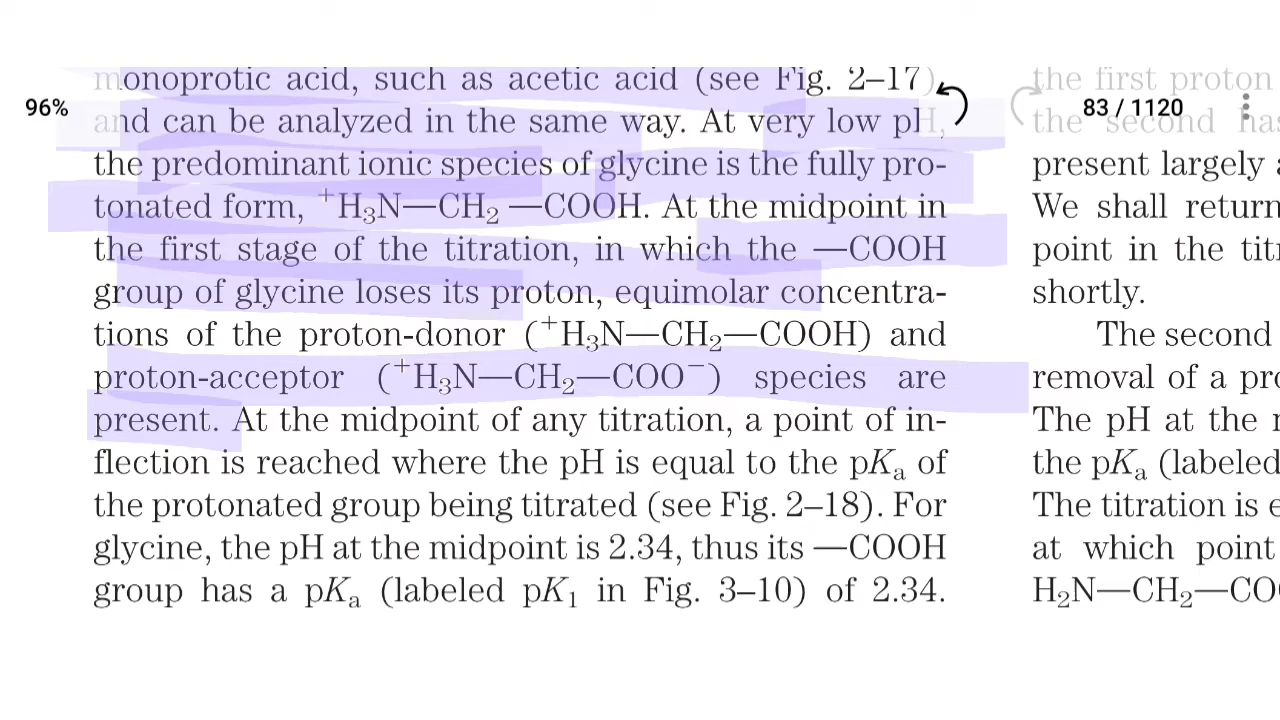 monoprotic acid, such as acetic acid (see Fig. 2–17),
96%
and can be analyzed in the same way. At very low pH,
the predominant ionic species of glycine is the fully pro-
tonated form, ⁺H₃N—CH₂ —COOH. At the midpoint in
the first stage of the titration, in which the —COOH
group of glycine loses its proton, equimolar concentra-
tions of the proton-donor (⁺H₃N—CH₂—COOH) and
proton-acceptor (⁺H₃N—CH₂—COO⁻) species are
present. At the midpoint of any titration, a point of in-
flection is reached where the pH is equal to the pKₐ of
the protonated group being titrated (see Fig. 2–18). For
glycine, the pH at the midpoint is 2.34, thus its —COOH
group has a pKₐ (labeled pK₁ in Fig. 3–10) of 2.34.
the first proton
83 / 1120
the second has
present largely
We shall return
point in the
shortly.
The second
removal of a
The pH at the
the pKₐ (labeled
The titration is
at which point
H₂N—CH₂—